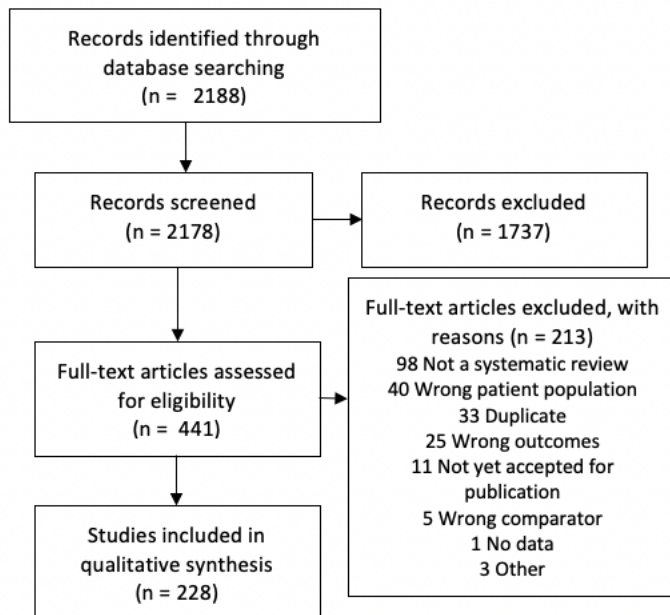 Records identified through
database searching
(n = 2188)
Records screened
(n = 2178)
Records excluded
(n = 1737)
Full-text articles assessed
for eligibility
(n = 441)
Full-text articles excluded, with
reasons (n = 213)
98 Not a systematic review
40 Wrong patient population
33 Duplicate
25 Wrong outcomes
11 Not yet accepted for
publication
5 Wrong comparator
1 No data
3 Other
Studies included in
qualitative synthesis
(n = 228)